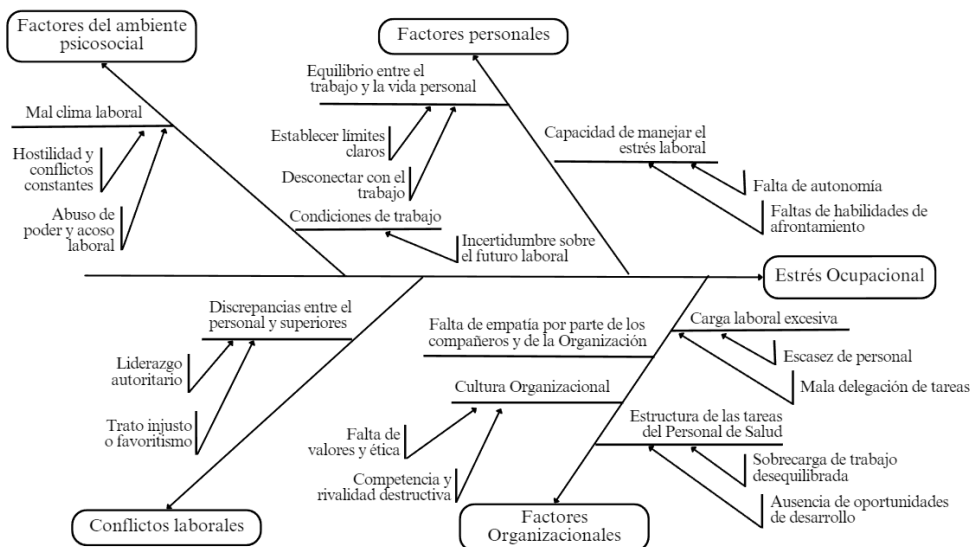 Factores del ambiente
psicosocial
Factores personales
Equilibrio entre el
trabajo y la vida personal
Mal clima laboral
Establecer límites
claros
Capacidad de manejar el
estrés laboral
Hostilidad y
conflictos
constantes
Desconectar con el
trabajo
Falta de autonomía
Abuso de
poder y acoso
laboral
Condiciones de trabajo
Faltas de habilidades de
afrontamiento
Incertidumbre sobre
el futuro laboral
Estrés Ocupacional
Discrepancias entre el
personal y superiores
Falta de empatía por parte de los
compañeros y de la Organización
Carga laboral excesiva
Liderazgo
autoritario
Escasez de personal
Cultura Organizacional
Mala delegación de tareas
Trato injusto
o favoritismo
Estructura de las tareas
del Personal de Salud
Falta de
valores y ética
Sobrecarga de trabajo
desequilibrada
Competencia y
rivalidad destructiva
Ausencia de oportunidades
de desarrollo
Conflictos laborales
Factores
Organizacionales